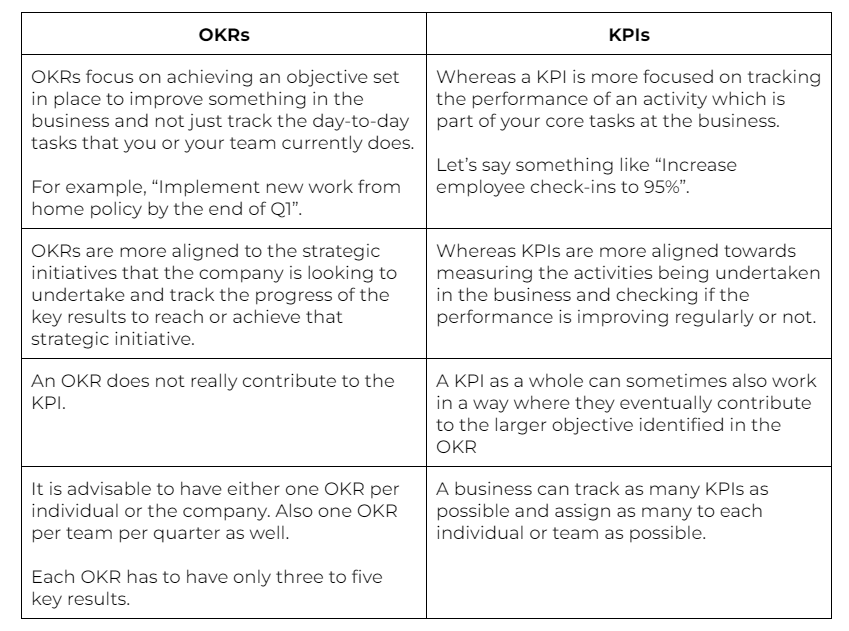 OKRs
KPIs
OKRs focus on achieving an objective set
in place to improve something in the
business and not just track the day-to-day
tasks that you or your team currently does.
For example, “Implement new work from
home policy by the end of Q1”.
Whereas a KPI is more focused on tracking
the performance of an activity which is
part of your core tasks at the business.
Let’s say something like “Increase
employee check-ins to 95%”.
OKRs are more aligned to the strategic
initiatives that the company is looking to
undertake and track the progress of the
key results to reach or achieve that
strategic initiative.
Whereas KPIs are more aligned towards
measuring the activities being undertaken
in the business and checking if the
performance is improving regularly or not.
An OKR does not really contribute to the
KPI.
A KPI as a whole can sometimes also work
in a way where they eventually contribute
to the larger objective identified in the
OKR
It is advisable to have either one OKR per
individual or the company. Also one OKR
per team per quarter as well.
Each OKR has to have only three to five
key results.
A business can track as many KPIs as
possible and assign as many to each
individual or team as possible.